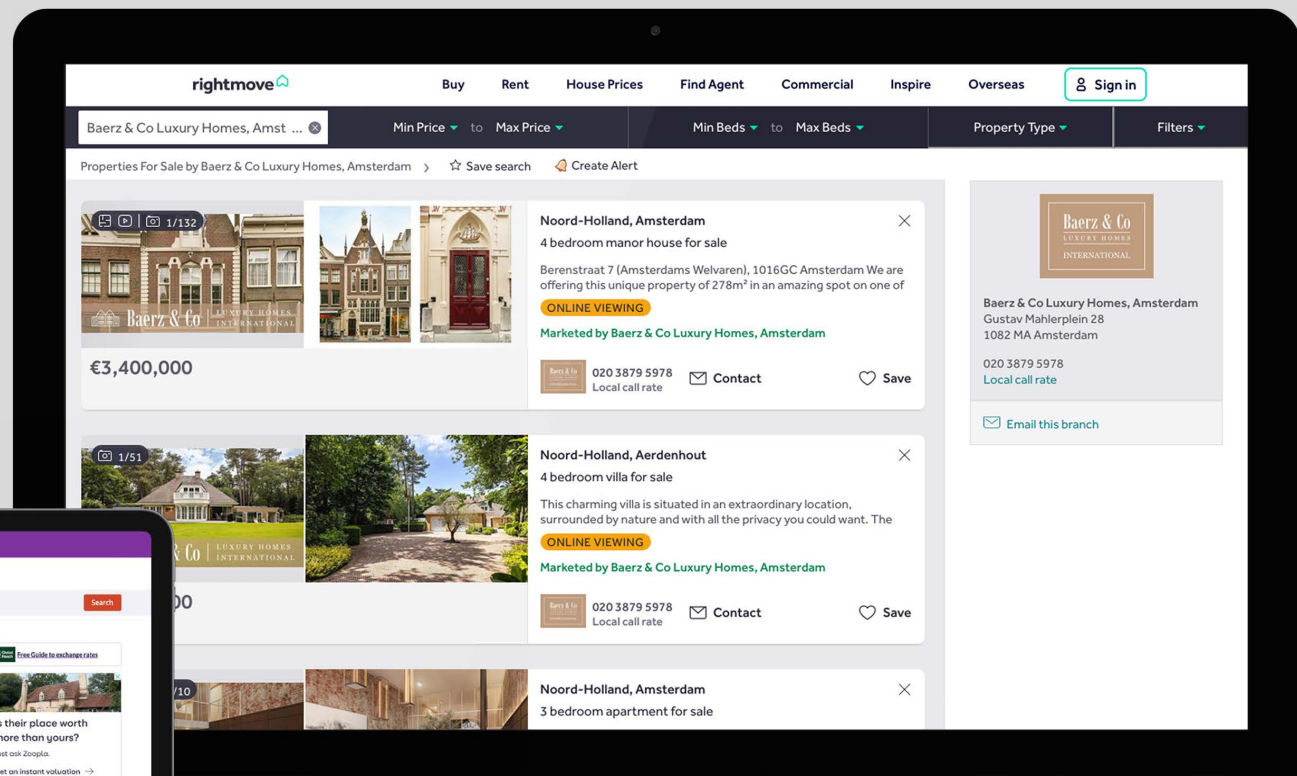 rightmove
Buy Rent House Prices Find Agent Commercial Inspire Overseas Sign in
Baerz & Co Luxury Homes, Amst ...
Min Price to Max Price
Min Beds to Max Beds
Property Type
Filters
Properties For Sale by Baerz & Co Luxury Homes, Amsterdam > Save search Create Alert
1/132
Baerz & Co LUXURY HOMES
INTERNATIONAL
€3,400,000
Noord-Holland, Amsterdam
4 bedroom manor house for sale
Berenstraat 7 (Amsterdams Welvaren), 1016GC Amsterdam We are
offering this unique property of 278m² in an amazing spot on one of
ONLINE VIEWING
Marketed by Baerz & Co Luxury Homes, Amsterdam
Baerz & Co
020 3879 5978
Local call rate
Contact
Save
1/51
& Co LUXURY HOMES
INTERNATIONAL
00
Noord-Holland, Aerdenhout
4 bedroom villa for sale
This charming villa is situated in an extraordinary location,
surrounded by nature and with all the privacy you could want. The
ONLINE VIEWING
Marketed by Baerz & Co Luxury Homes, Amsterdam
Baerz & Co
020 3879 5978
Local call rate
Contact
Save
/10
Noord-Holland, Amsterdam
3 bedroom apartment for sale
Baerz & Co
LUXURY HOMES
INTERNATIONAL
Baerz & Co Luxury Homes, Amsterdam
Gustav Mahlerplein 28
1082 MA Amsterdam
020 3879 5978
Local call rate
Email this branch
Search
Free Guide to exchange rates
their place worth
more than yours?
ask Zoopla.
an instant valuation